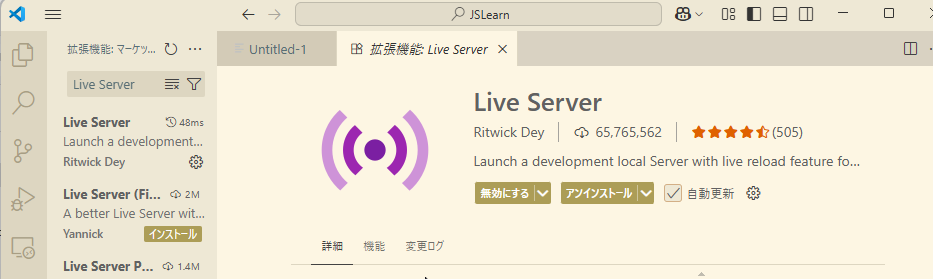 JSLearn
拡張機能: マーケッ...
Untitled-1
拡張機能: Live Server
Live Server
Live Server
48ms
Launch a development...
Ritwick Dey
Live Server (Fi...
2M
A better Live Server wit...
Yannick
インストール
Live Server P...
1.4M
Live Server
Ritwick Dey
65,765,562
(505)
Launch a development local Server with live reload feature fo...
無効にする
アンインストール
自動更新
詳細
機能
変更ログ